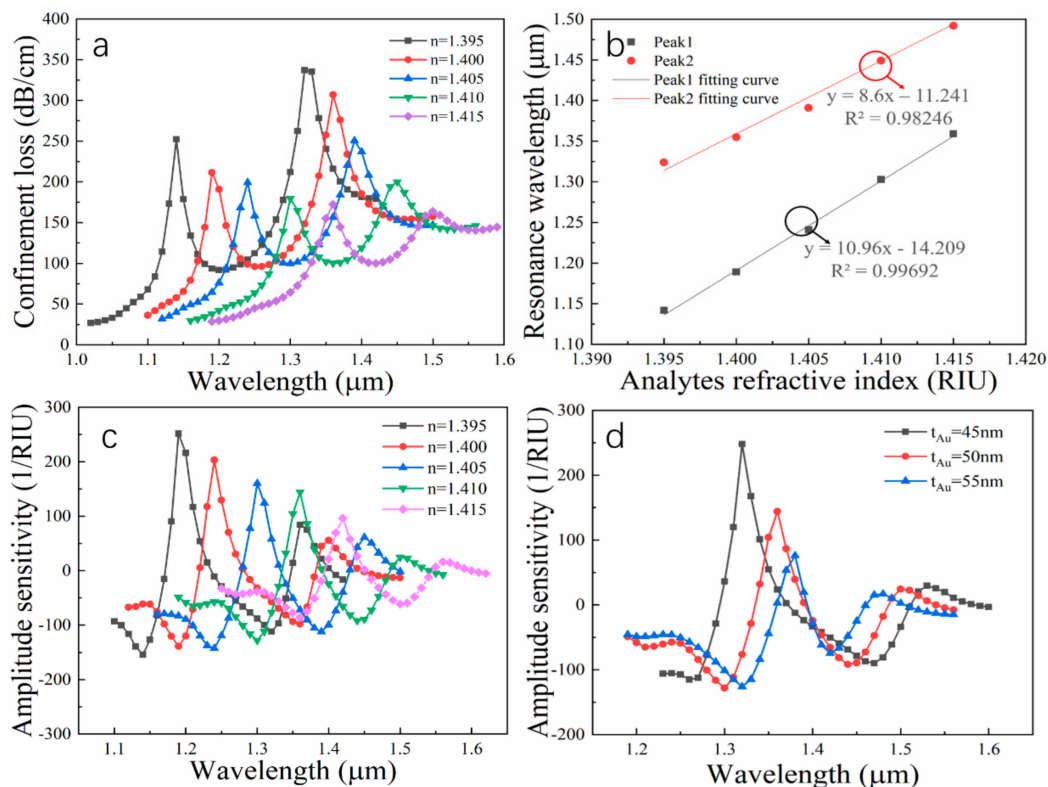 a
400
350
300
250
200
150
100
50
0
Confinement loss (dB/cm)
n=1.395
n=1.400
n=1.405
n=1.410
n=1.415
1.0
1.1
1.2
1.3
1.4
1.5
1.6
Wavelength (μm)
b
1.50
1.45
1.40
1.35
1.30
1.25
1.20
1.15
1.10
Resonance wavelength (μm)
Peak1
Peak2
Peak1 fitting curve
Peak2 fitting curve
y = 8.6x – 11.241
R² = 0.98246
y = 10.96x - 14.209
R² = 0.99692
1.390
1.395
1.400
1.405
1.410
1.415
1.420
Analytes refractive index (RIU)
c
300
200
100
0
-100
-200
-300
Amplitude sensitivity (1/RIU)
n=1.395
n=1.400
n=1.405
n=1.410
n=1.415
1.1
1.2
1.3
1.4
1.5
1.6
Wavelength (μm)
d
300
200
100
0
-100
-200
Amplitude sensitivity (1/RIU)
tAu=45nm
tAu=50nm
tAu=55nm
1.2
1.3
1.4
1.5
1.6
Wavelength (μm)